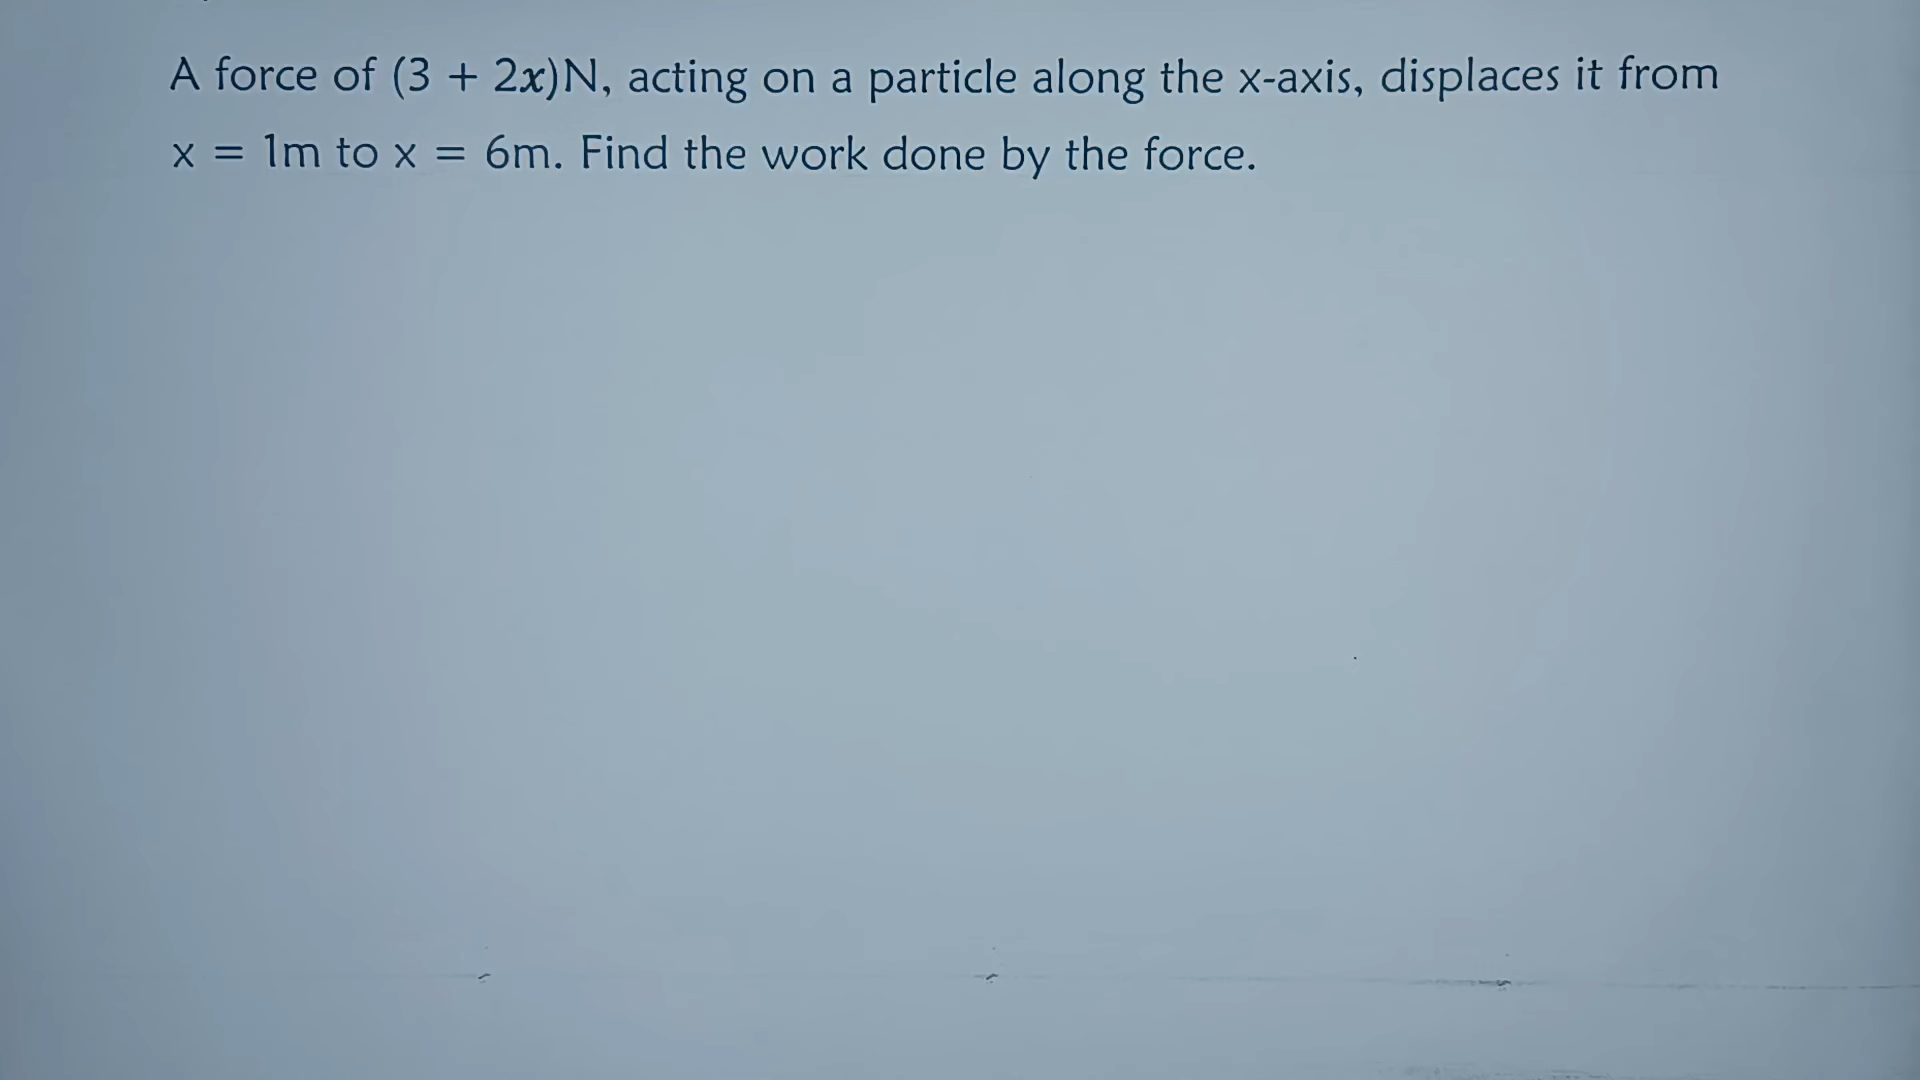 A force of (3 + 2x)N, acting on a particle along the x-axis, displaces it from
x = 1m to x = 6m. Find the work done by the force.